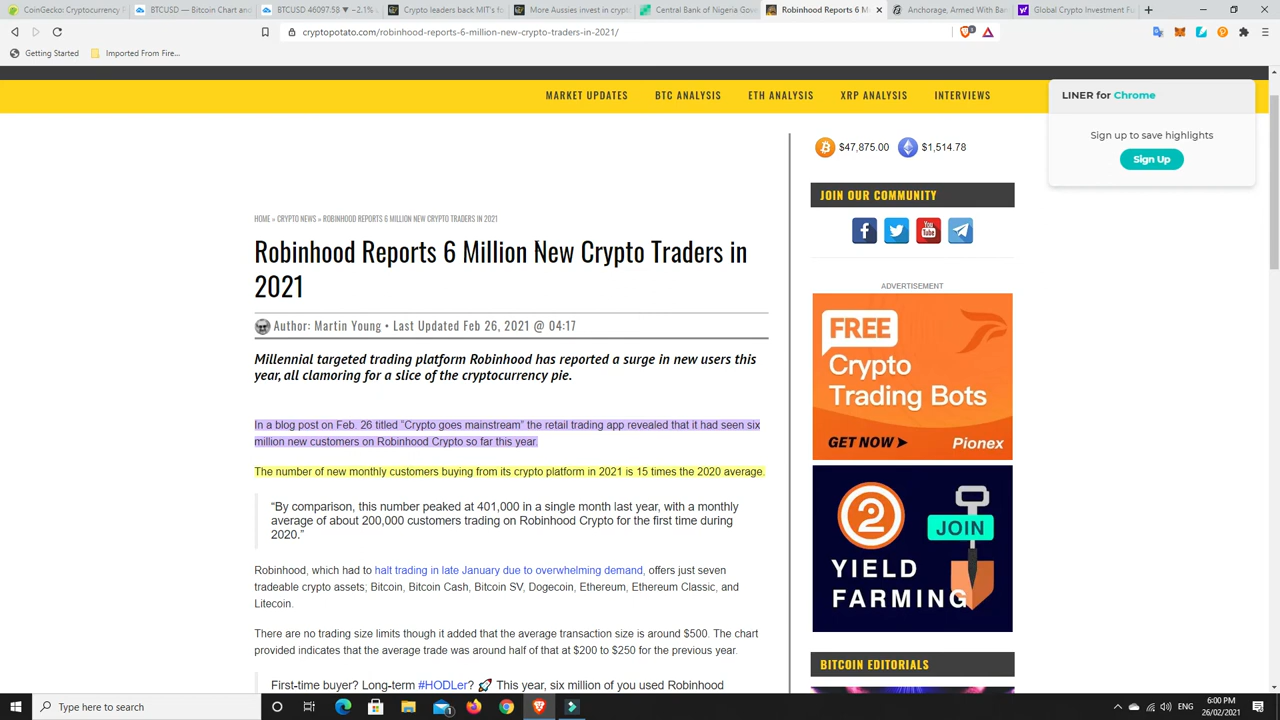 CoinGecko: Cryptocurrency P
BTCUSD — Bitcoin Chart and
BTCUSD 46097.58 ▼ −2.1%
Crypto leaders back MIT's fo
More Aussies invest in crypt
Central Bank of Nigeria Gov
Robinhood Reports 6 M
Anchorage, Armed With Ban
Global Crypto Investment Fu
cryptopotato.com/robinhood-reports-6-million-new-crypto-traders-in-2021/
Getting Started
Imported From Fire...
MARKET UPDATES
BTC ANALYSIS
ETH ANALYSIS
XRP ANALYSIS
INTERVIEWS
LINER for Chrome
Sign up to save highlights
Sign Up
$47,875.00
$1,514.78
JOIN OUR COMMUNITY
HOME » CRYPTO NEWS » ROBINHOOD REPORTS 6 MILLION NEW CRYPTO TRADERS IN 2021
Robinhood Reports 6 Million New Crypto Traders in
2021
Author: Martin Young • Last Updated Feb 26, 2021 @ 04:17
Millennial targeted trading platform Robinhood has reported a surge in new users this
year, all clamoring for a slice of the cryptocurrency pie.
In a blog post on Feb. 26 titled “Crypto goes mainstream” the retail trading app revealed that it had seen six
million new customers on Robinhood Crypto so far this year.
The number of new monthly customers buying from its crypto platform in 2021 is 15 times the 2020 average.
“By comparison, this number peaked at 401,000 in a single month last year, with a monthly
average of about 200,000 customers trading on Robinhood Crypto for the first time during
2020.”
Robinhood, which had to halt trading in late January due to overwhelming demand, offers just seven
tradeable crypto assets; Bitcoin, Bitcoin Cash, Bitcoin SV, Dogecoin, Ethereum, Ethereum Classic, and
Litecoin.
There are no trading size limits though it added that the average transaction size is around $500. The chart
provided indicates that the average trade was around half of that at $200 to $250 for the previous year.
First-time buyer? Long-term #HODLer? 🚀 This year, six million of you used Robinhood
ADVERTISEMENT
FREE
Crypto
Trading Bots
GET NOW ➤
Pionex
2
JOIN
YIELD
FARMING
BITCOIN EDITORIALS
Type here to search
ENG
6:00 PM
26/02/2021